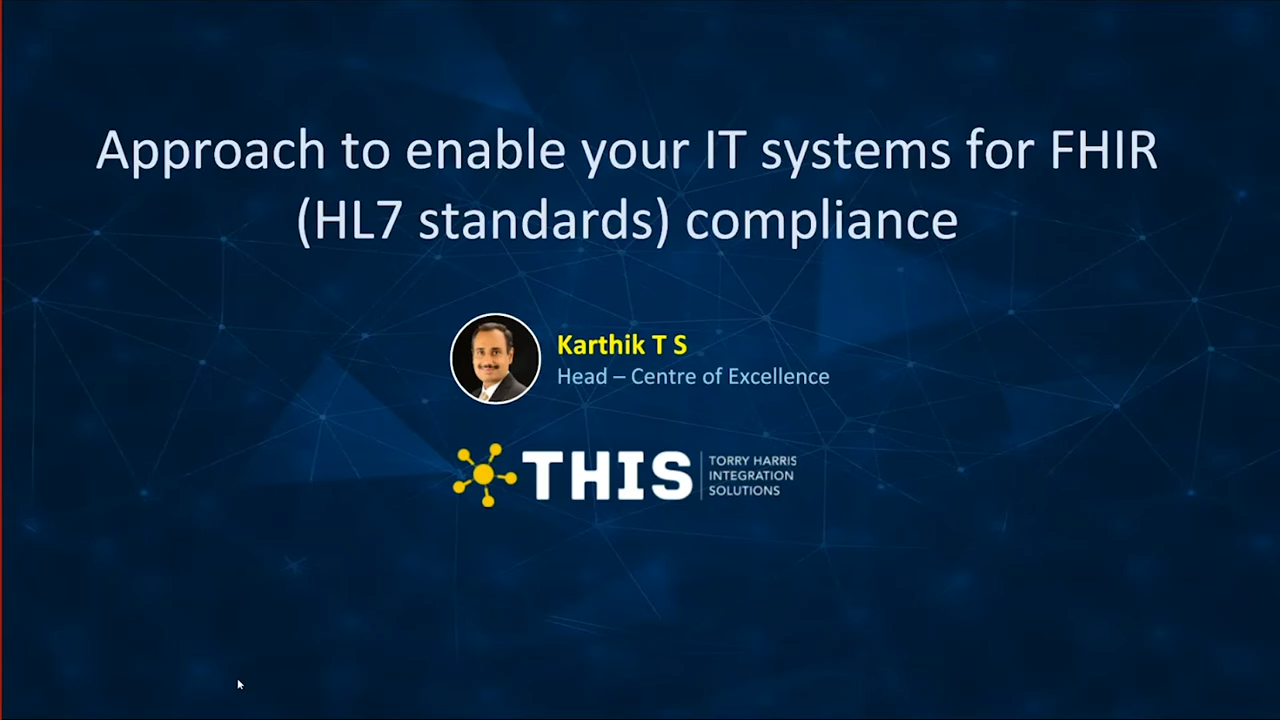 Approach to enable your IT systems for FHIR
(HL7 standards) compliance
Karthik T S
Head – Centre of Excellence
THIS
TORRY HARRIS
INTEGRATION
SOLUTIONS